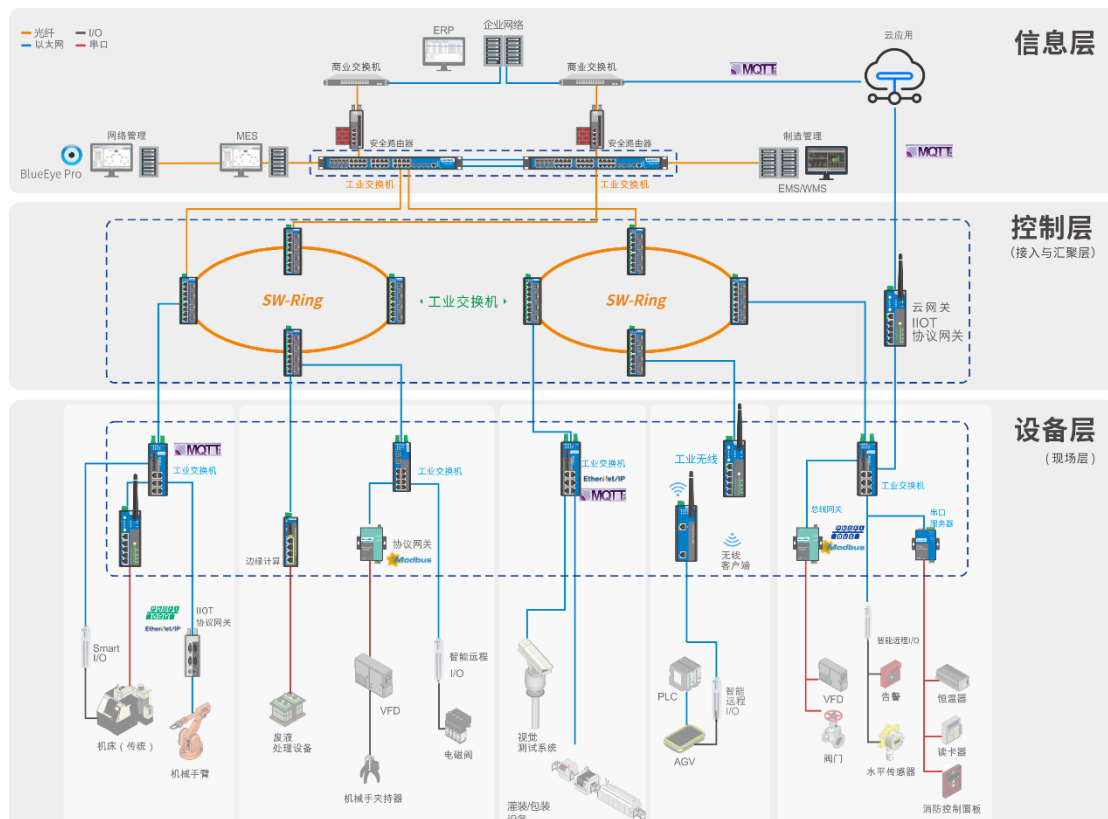 光纤
I/O
以太网
串口
ERP
企业网络
云应用
信息层
商业交换机
商业交换机
MQTT
网络管理
MES
安全路由器
安全路由器
制造管理
MQTT
BlueEye Pro
工业交换机
工业交换机
EMS/WMS
控制层
(接入与汇聚层)
SW-Ring
工业交换机
SW-Ring
云网关
IIOT
协议网关
设备层
(现场层)
MQTT
工业交换机
工业交换机
工业交换机
EtherNet/IP
MQTT
工业无线
工业交换机
总线网关
串口
服务器
边缘计算
协议网关
Modbus
无线
客户端
PROFI
BUS
Modbus
PROFI
NET
EtherNet/IP
IIOT
协议网关
Smart
I/O
智能远程
I/O
智能远程I/O
VFD
PLC
智能
远程
I/O
VFD
告警
恒温器
机床(传统)
机械手臂
废液
处理设备
电磁阀
视觉
测试系统
AGV
阀门
水平传感器
读卡器
机械手夹持器
灌装/包装
设备
消防控制面板